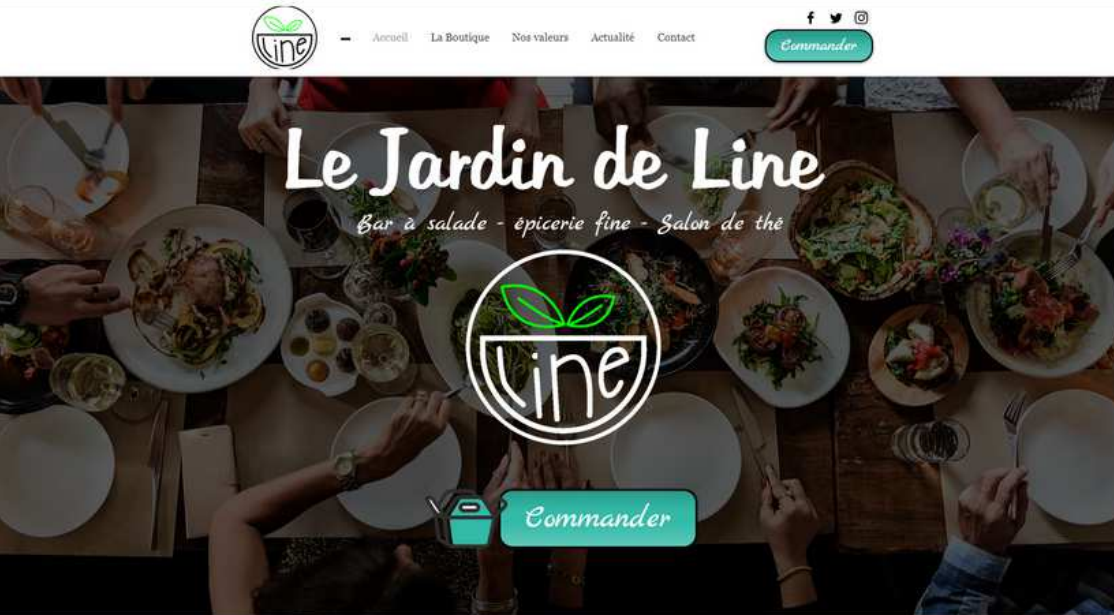 Line
Accueil La Boutique Nos valeurs Actualité Contact
Commander
Le Jardin de Line
Bar à salade - épicerie fine - Salon de thé
Line
Commander